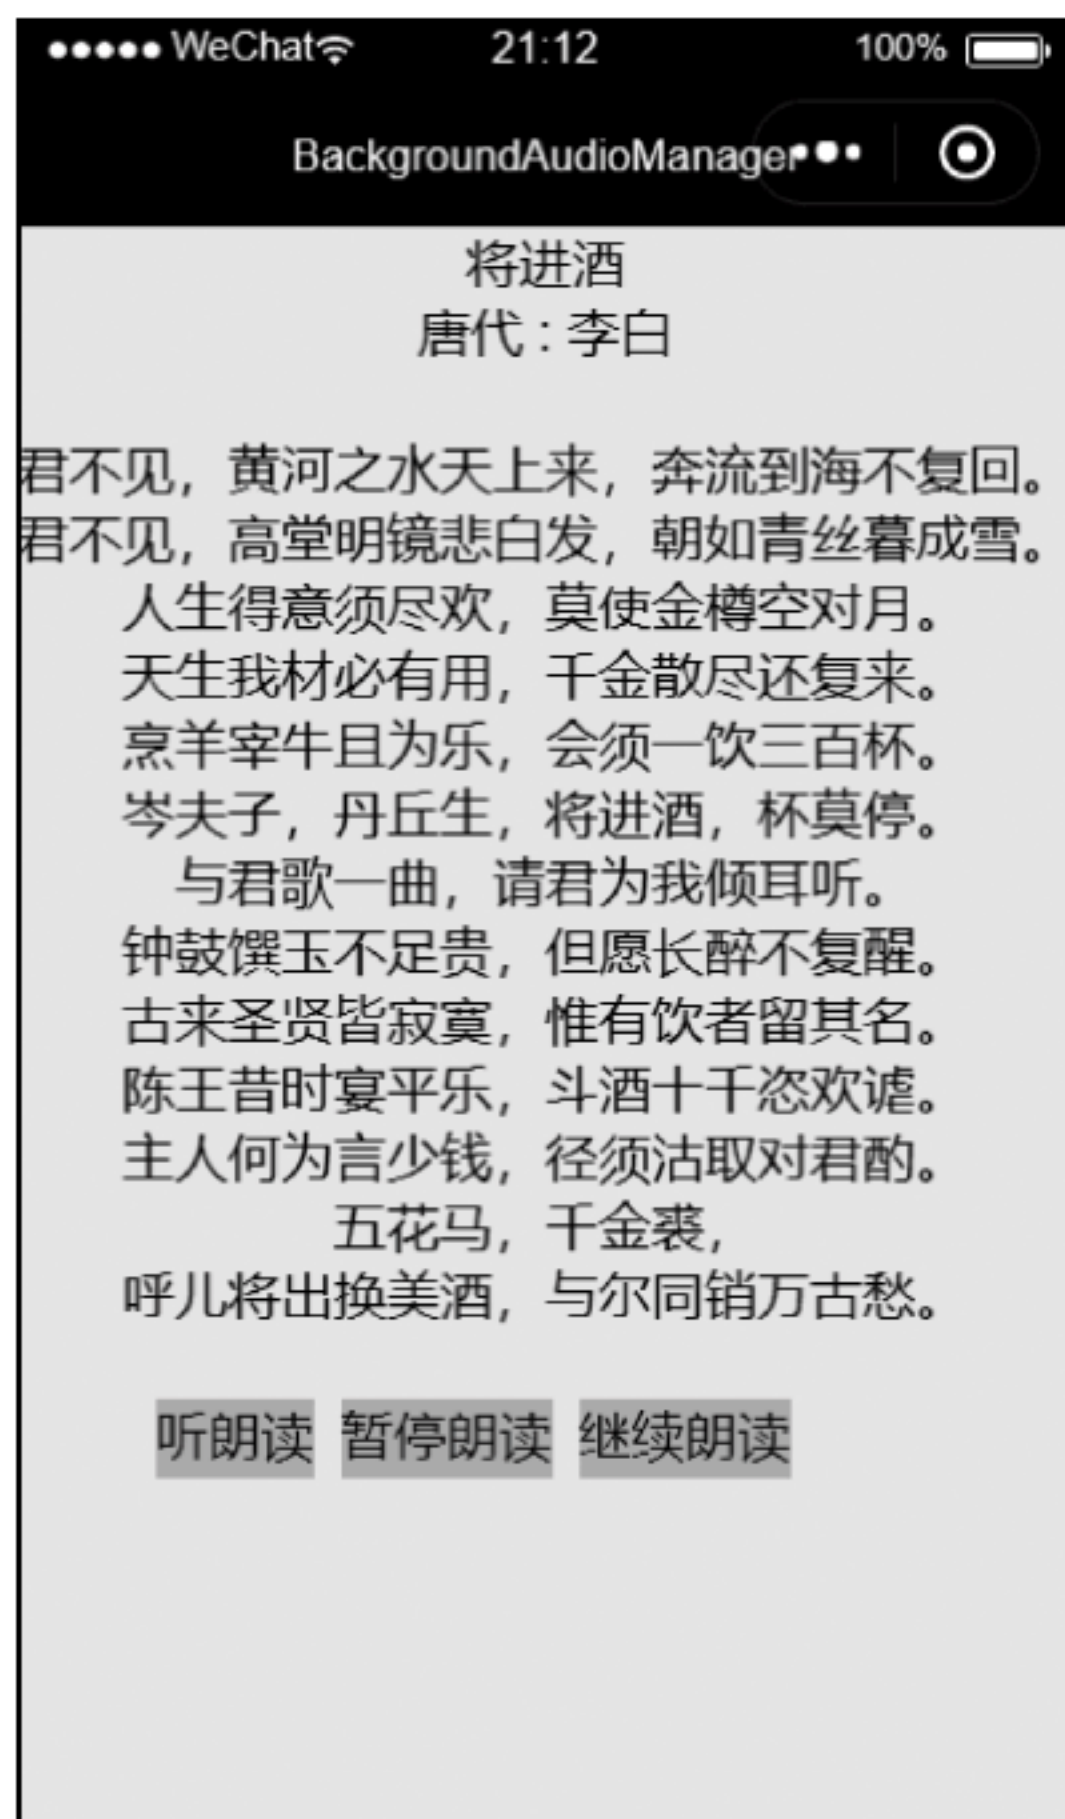 WeChat 21:12 100%
BackgroundAudioManager
将进酒
唐代：李白
君不见，黄河之水天上来，奔流到海不复回。
君不见，高堂明镜悲白发，朝如青丝暮成雪。
人生得意须尽欢，莫使金樽空对月。
天生我材必有用，千金散尽还复来。
烹羊宰牛且为乐，会须一饮三百杯。
岑夫子，丹丘生，将进酒，杯莫停。
与君歌一曲，请君为我倾耳听。
钟鼓馔玉不足贵，但愿长醉不复醒。
古来圣贤皆寂寞，惟有饮者留其名。
陈王昔时宴平乐，斗酒十千恣欢谑。
主人何为言少钱，径须沽取对君酌。
五花马，千金裘，
呼儿将出换美酒，与尔同销万古愁。
听朗读 暂停朗读 继续朗读